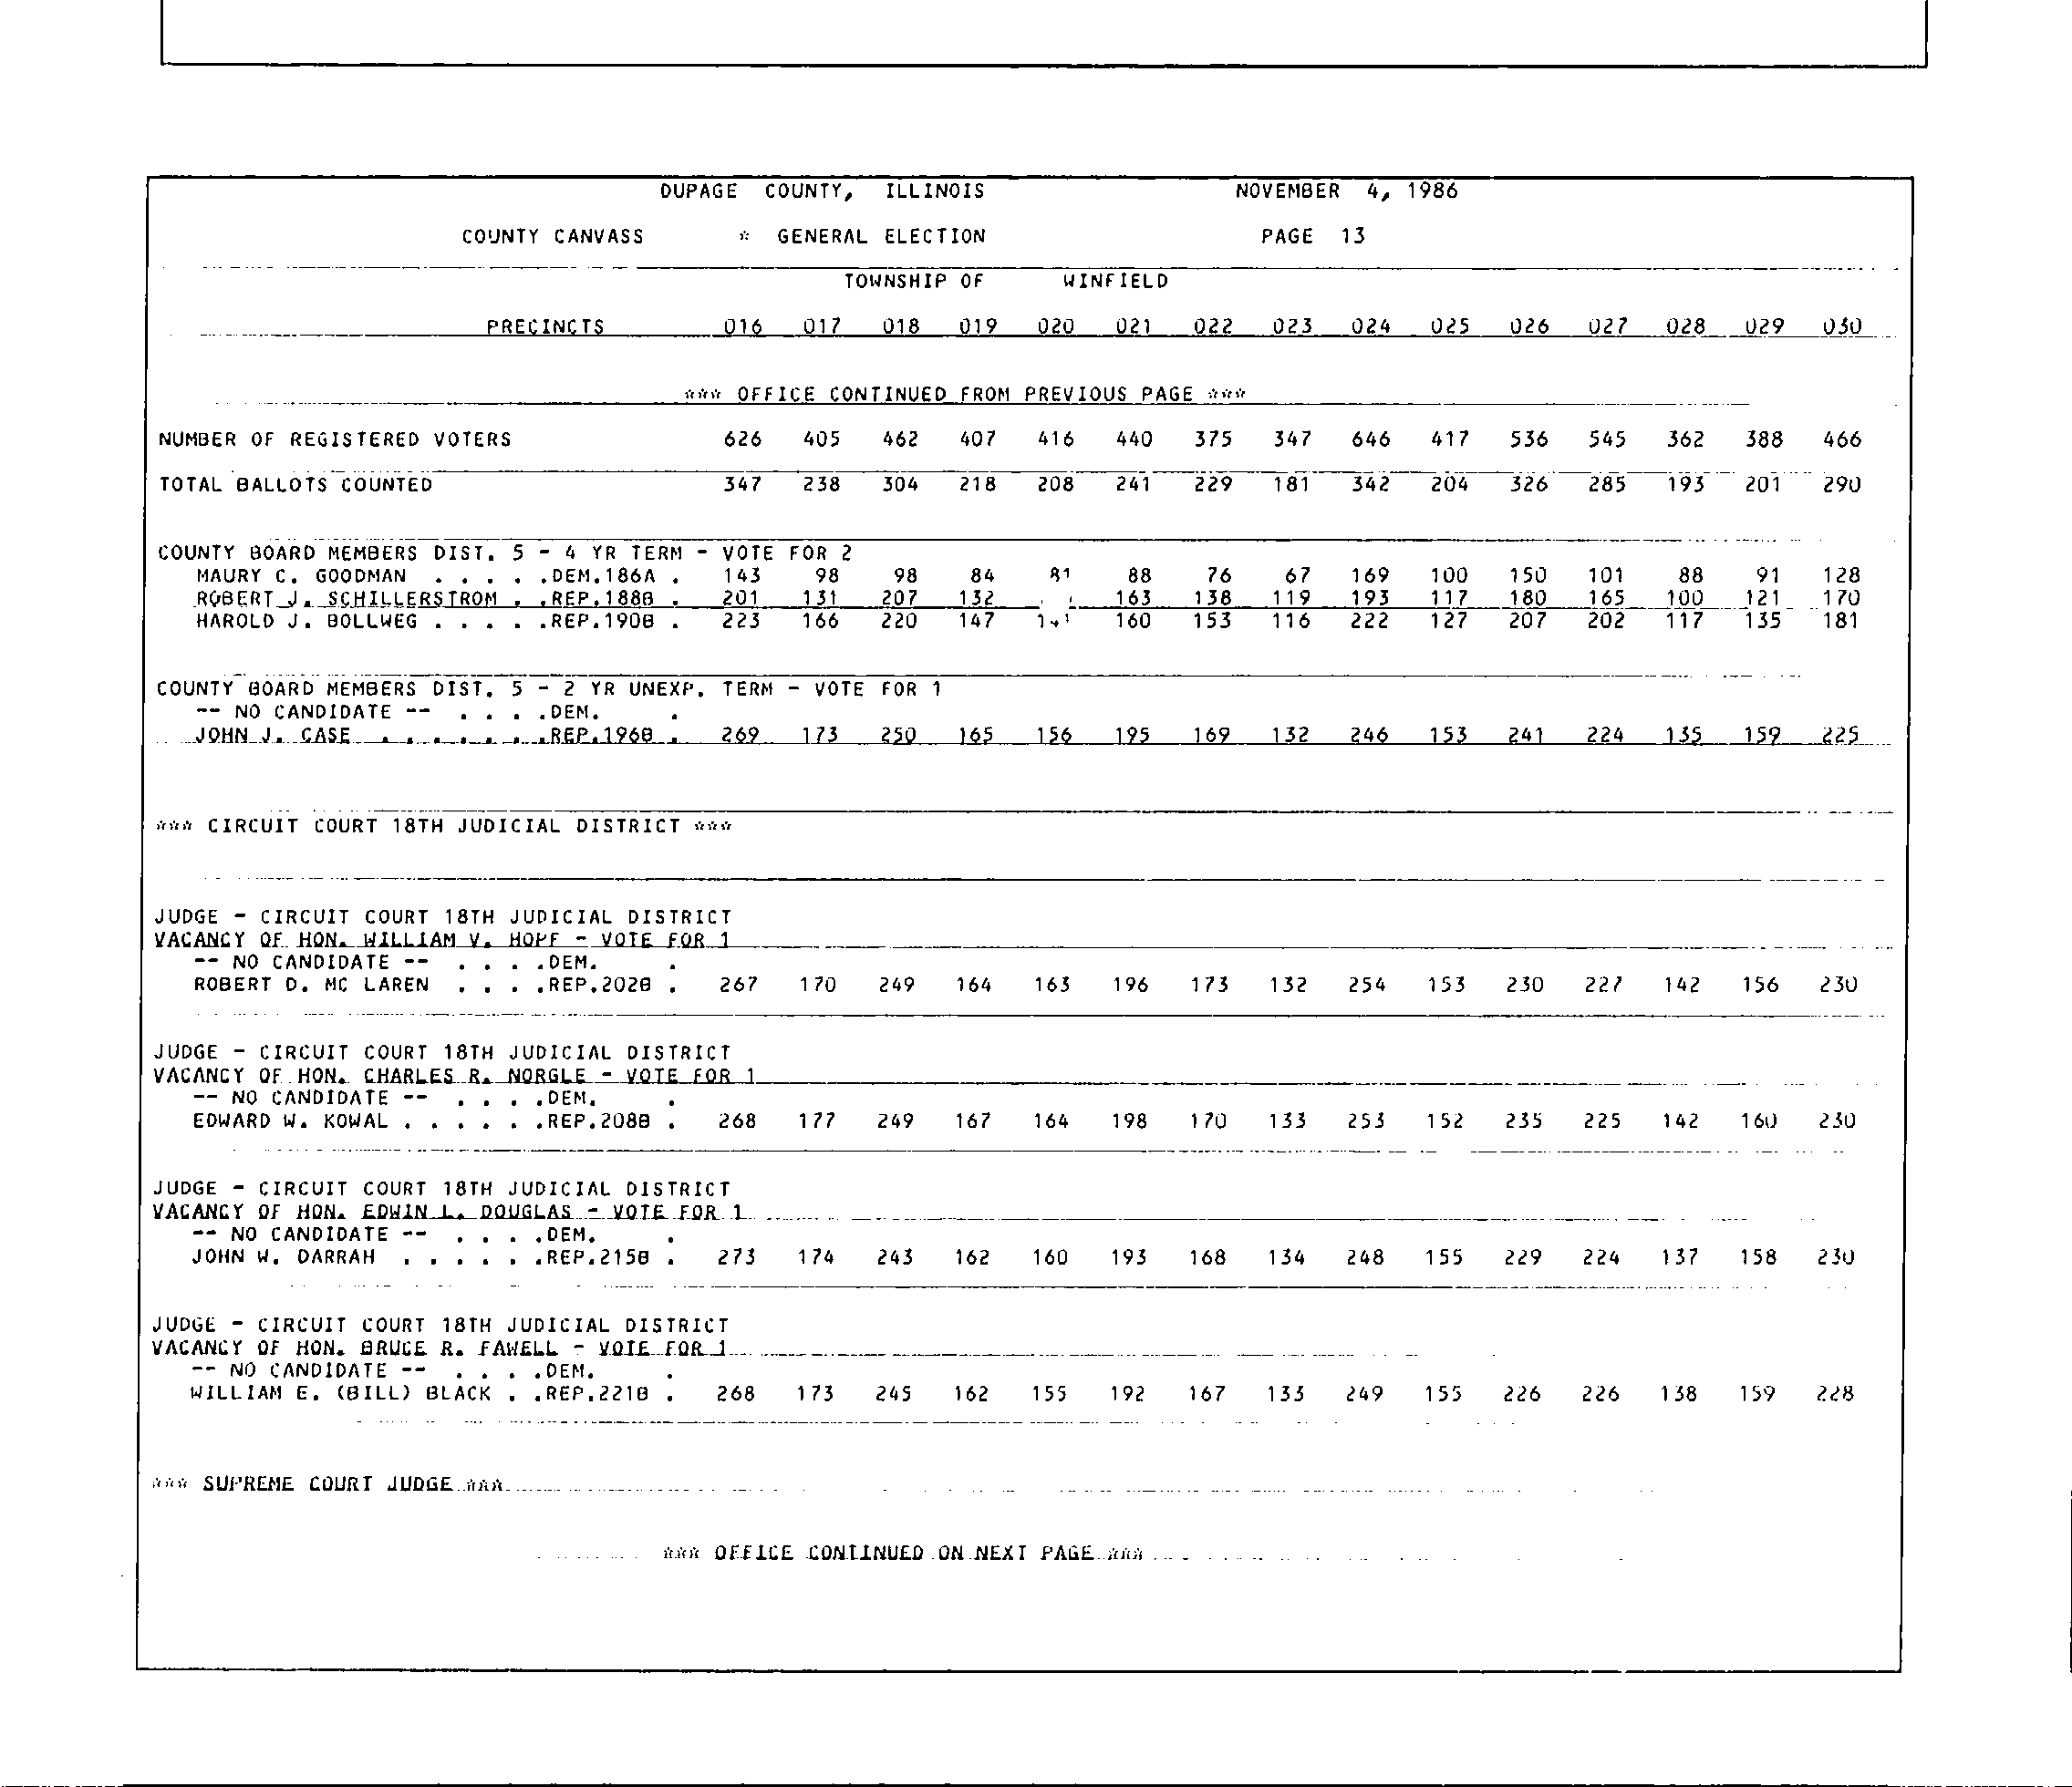 DUPAGE COUNTY, ILLINOIS NOVEMBER 4, 1986
COUNTY CANVASS * GENERAL ELECTION PAGE 13
TOWNSHIP OF WINFIELD
PRECINCTS 016 017 018 019 020 021 022 023 024 025 026 027 028 029 030
*** OFFICE CONTINUED FROM PREVIOUS PAGE ***
NUMBER OF REGISTERED VOTERS 626 405 462 407 416 440 375 347 646 417 536 545 362 388 466
TOTAL BALLOTS COUNTED 347 238 304 218 208 241 229 181 342 204 326 285 193 201 290
COUNTY BOARD MEMBERS DIST. 5 - 4 YR TERM - VOTE FOR 2
MAURY C. GOODMAN . . . . .DEM.186A . 143 98 98 84 81 88 76 67 169 100 150 101 88 91 128
ROBERT J. SCHILLERSTROM . .REP.188B . 201 131 207 132 163 138 119 193 117 180 165 100 121 170
HAROLD J. BOLLWEG . . . . .REP.190B . 223 166 220 147 160 153 116 222 127 207 202 117 135 181
COUNTY BOARD MEMBERS DIST. 5 - 2 YR UNEXP. TERM - VOTE FOR 1
-- NO CANDIDATE -- . . . .DEM. .
JOHN J. CASE . . . . . . .REP.196B . 269 173 250 165 156 195 169 132 246 153 241 224 135 159 225
*** CIRCUIT COURT 18TH JUDICIAL DISTRICT ***
JUDGE - CIRCUIT COURT 18TH JUDICIAL DISTRICT
VACANCY OF HON. WILLIAM V. HOPF - VOTE FOR 1
-- NO CANDIDATE -- . . . .DEM. .
ROBERT D. MC LAREN . . . .REP.202B . 267 170 249 164 163 196 173 132 254 153 230 227 142 156 230
JUDGE - CIRCUIT COURT 18TH JUDICIAL DISTRICT
VACANCY OF HON. CHARLES R. NORGLE - VOTE FOR 1
-- NO CANDIDATE -- . . . .DEM. .
EDWARD W. KOWAL . . . . . .REP.208B . 268 177 249 167 164 198 170 133 253 152 235 225 142 160 230
JUDGE - CIRCUIT COURT 18TH JUDICIAL DISTRICT
VACANCY OF HON. EDWIN L. DOUGLAS - VOTE FOR 1
-- NO CANDIDATE -- . . . .DEM. .
JOHN W. DARRAH . . . . . .REP.215B . 273 174 243 162 160 193 168 134 248 155 229 224 137 158 230
JUDGE - CIRCUIT COURT 18TH JUDICIAL DISTRICT
VACANCY OF HON. BRUCE R. FAWELL - VOTE FOR 1
-- NO CANDIDATE -- . . . .DEM. .
WILLIAM E. (BILL) BLACK . .REP.221B . 268 173 245 162 155 192 167 133 249 155 226 226 138 159 228
*** SUPREME COURT JUDGE ***
*** OFFICE CONTINUED ON NEXT PAGE ***